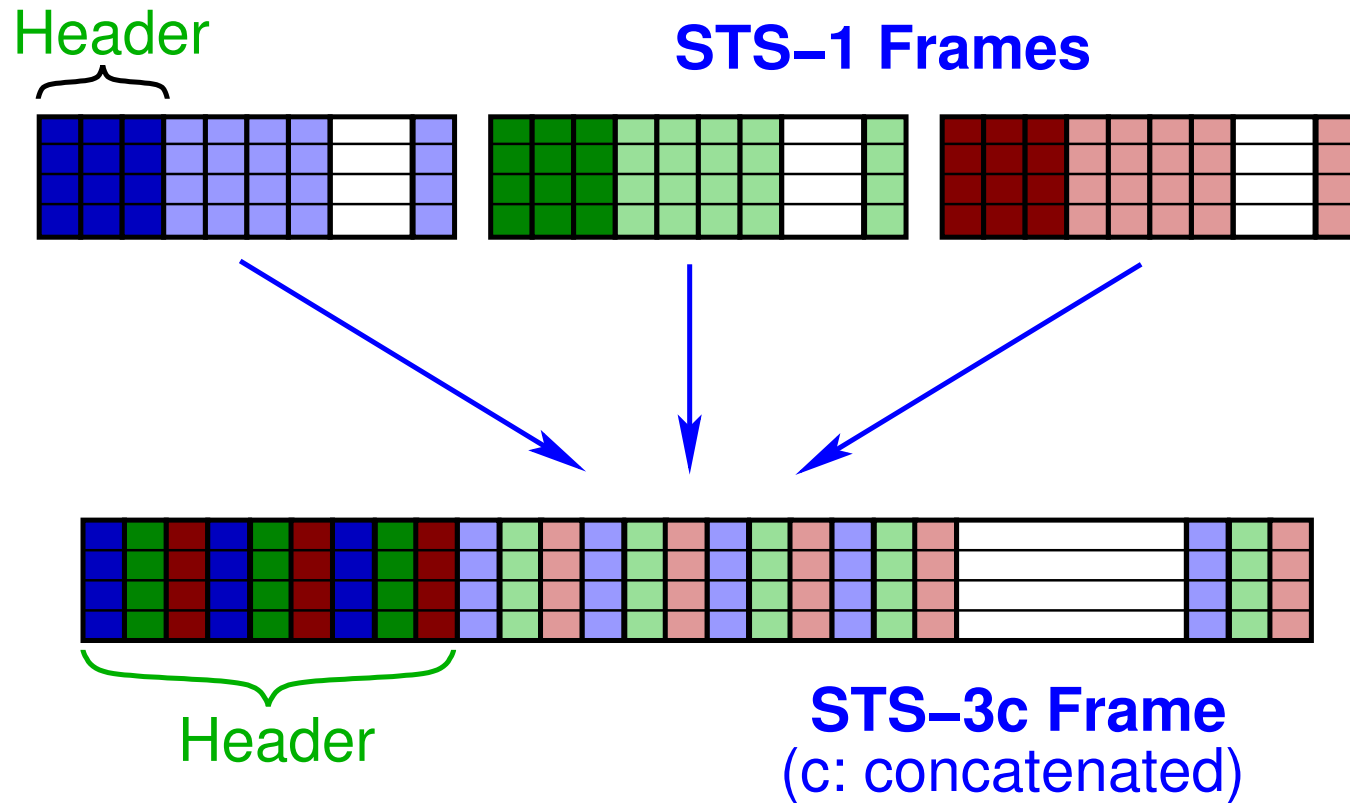 Header
STS–1 Frames
Header
STS–3c Frame
(c: concatenated)